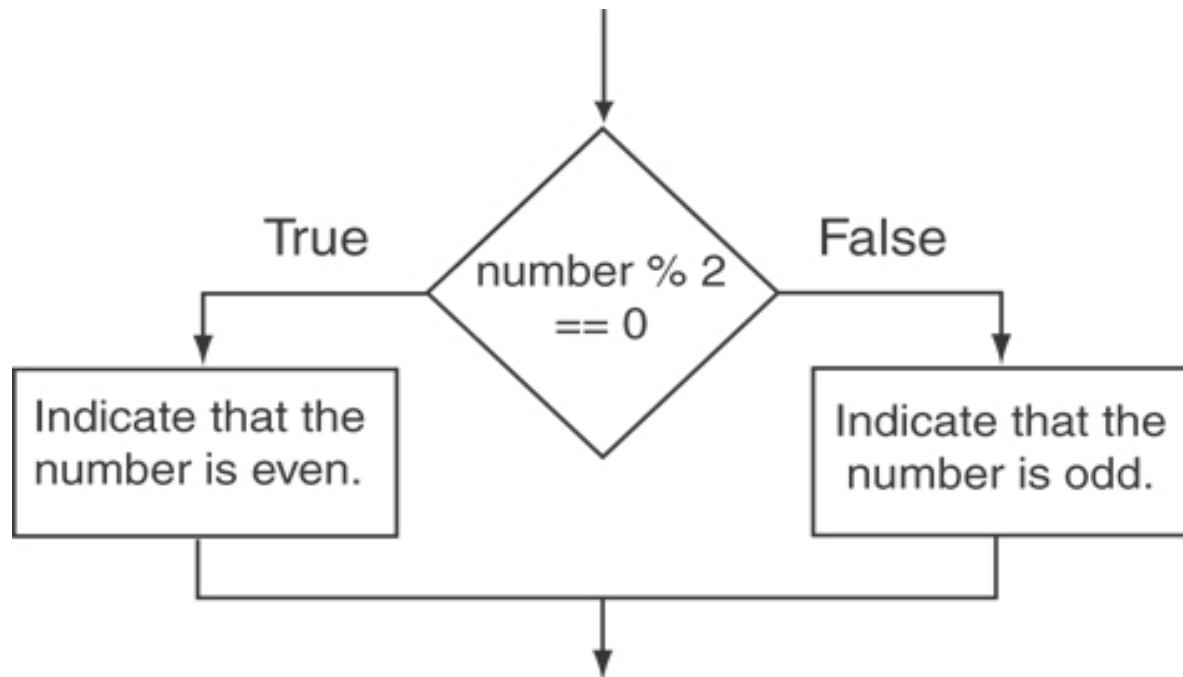 True
False
number % 2
== 0
Indicate that the
number is even.
Indicate that the
number is odd.